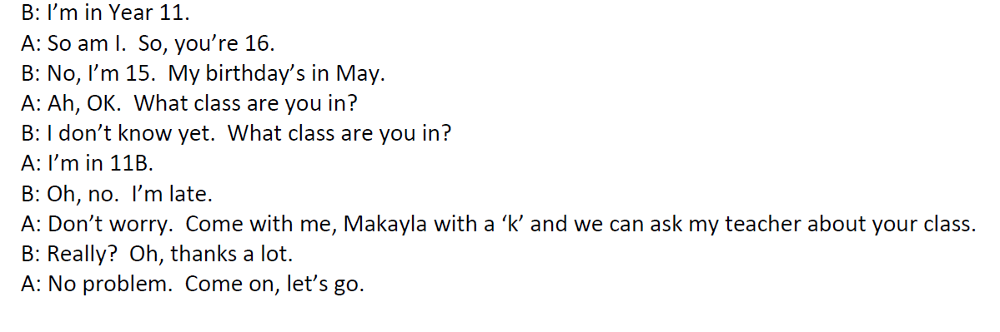 B: I’m in Year 11.
A: So am I.  So, you’re 16.
B: No, I’m 15.  My birthday’s in May.
A: Ah, OK.  What class are you in?
B: I don’t know yet.  What class are you in?
A: I’m in 11B.
B: Oh, no.  I’m late.
A: Don’t worry.  Come with me, Makayla with a ‘k’ and we can ask my teacher about your class.
B: Really?  Oh, thanks a lot.
A: No problem.  Come on, let’s go.